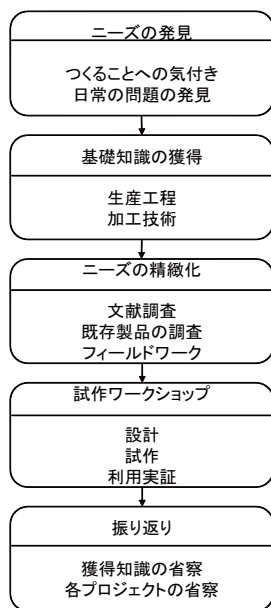 ニーズの発見
つくることへの気付き
日常の問題の発見
基礎知識の獲得
生産工程
加工技術
ニーズの精緻化
文献調査
既存製品の調査
フィールドワーク
試作ワークショップ
設計
試作
利用実証
振り返り
獲得知識の省察
各プロジェクトの省察